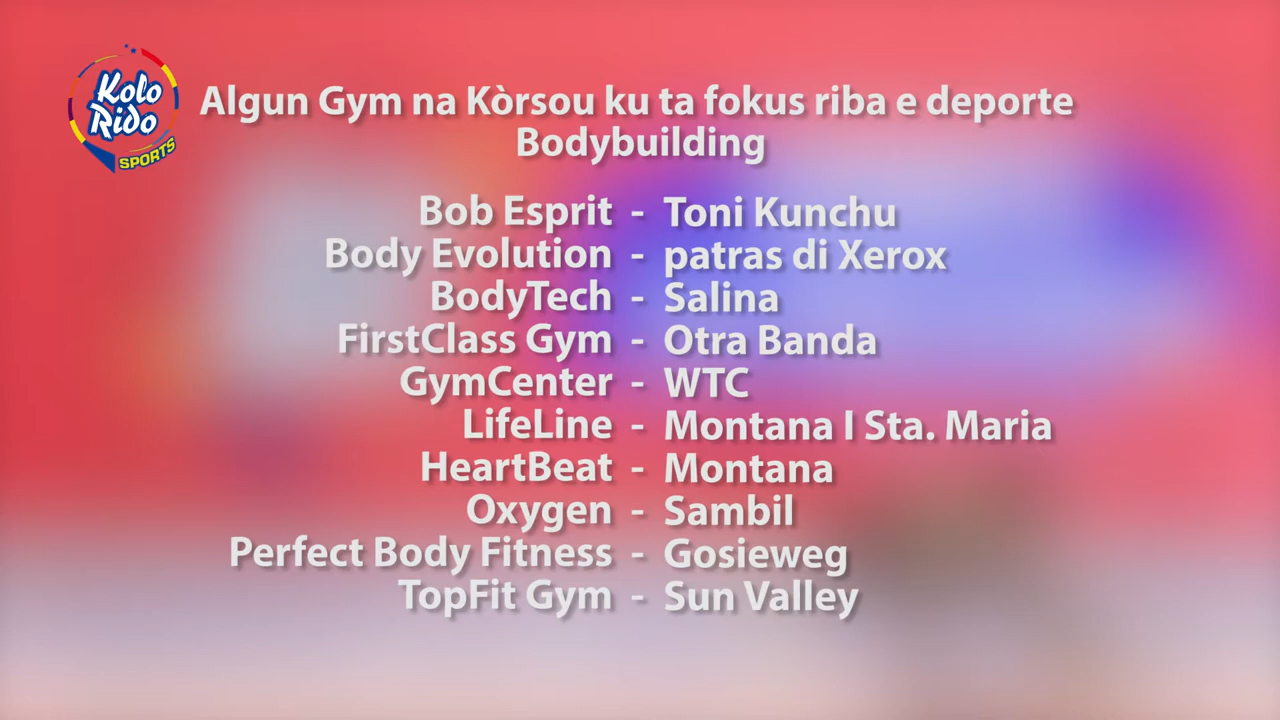 Kolo
Rido
SPORTS
Algun Gym na Kòrsou ku ta fokus riba e deporte
Bodybuilding
Bob Esprit - Toni Kunchu
Body Evolution - patras di Xerox
BodyTech - Salina
FirstClass Gym - Otra Banda
GymCenter - WTC
LifeLine - Montana I Sta. Maria
HeartBeat - Montana
Oxygen - Sambil
Perfect Body Fitness - Gosieweg
TopFit Gym - Sun Valley